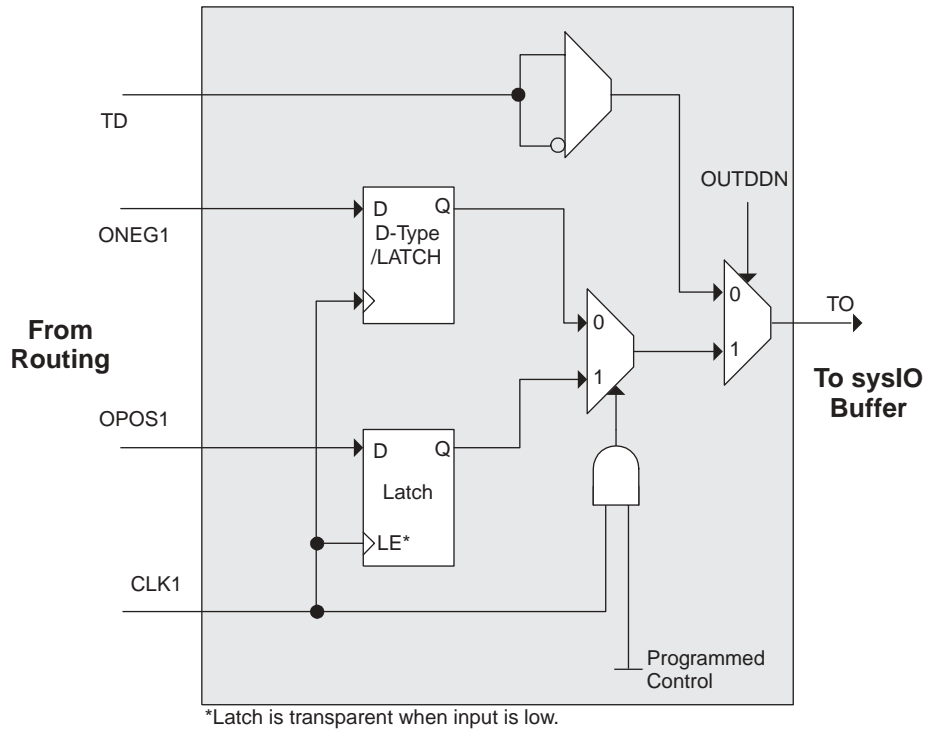 TD
OUTDDN
ONEG1
D
Q
D-Type
/LATCH
0
TO
From
Routing
0
1
1
To sysIO
Buffer
OPOS1
D
Q
Latch
LE*
CLK1
Programmed
Control
*Latch is transparent when input is low.